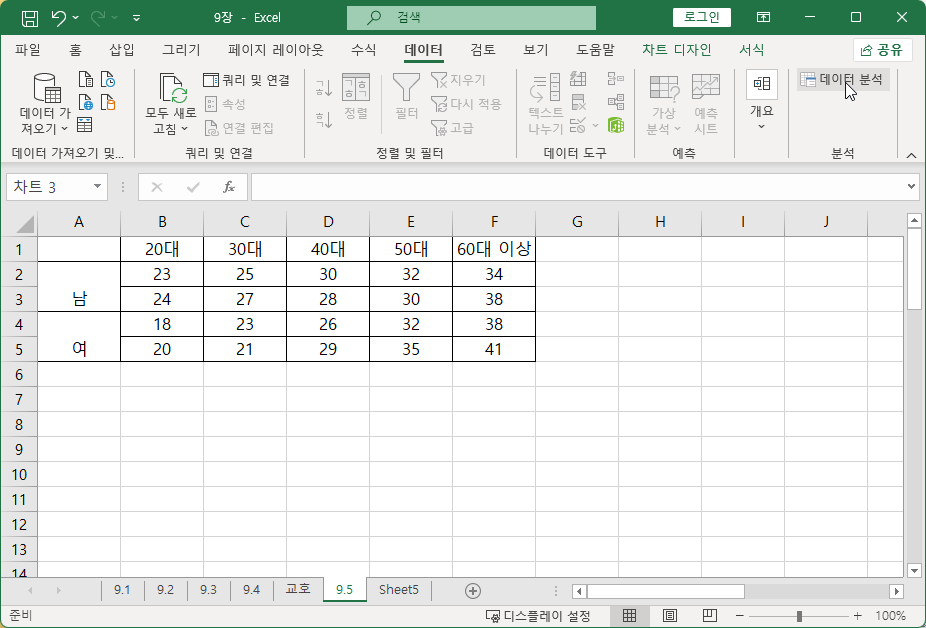 9장 - Excel
검색
로그인
파일 홈 삽입 그리기 페이지 레이아웃 수식 데이터 검토 보기 도움말 차트 디자인 서식 공유
데이터 가져오기
모두 새로 고침
쿼리 및 연결
속성
연결 편집
정렬
필터
지우기
다시 적용
고급
텍스트 나누기
가상 분석
예측 시트
개요
데이터 분석
데이터 가져오기 및... 쿼리 및 연결 정렬 및 필터 데이터 도구 예측 분석
차트 3 fx
A B C D E F G H I J
1 20대 30대 40대 50대 60대 이상
2 23 25 30 32 34
3 남 24 27 28 30 38
4 18 23 26 32 38
5 여 20 21 29 35 41
6
7
8
9
10
11
12
13
14
9.1 9.2 9.3 9.4 교호 9.5 Sheet5
준비 디스플레이 설정 100%